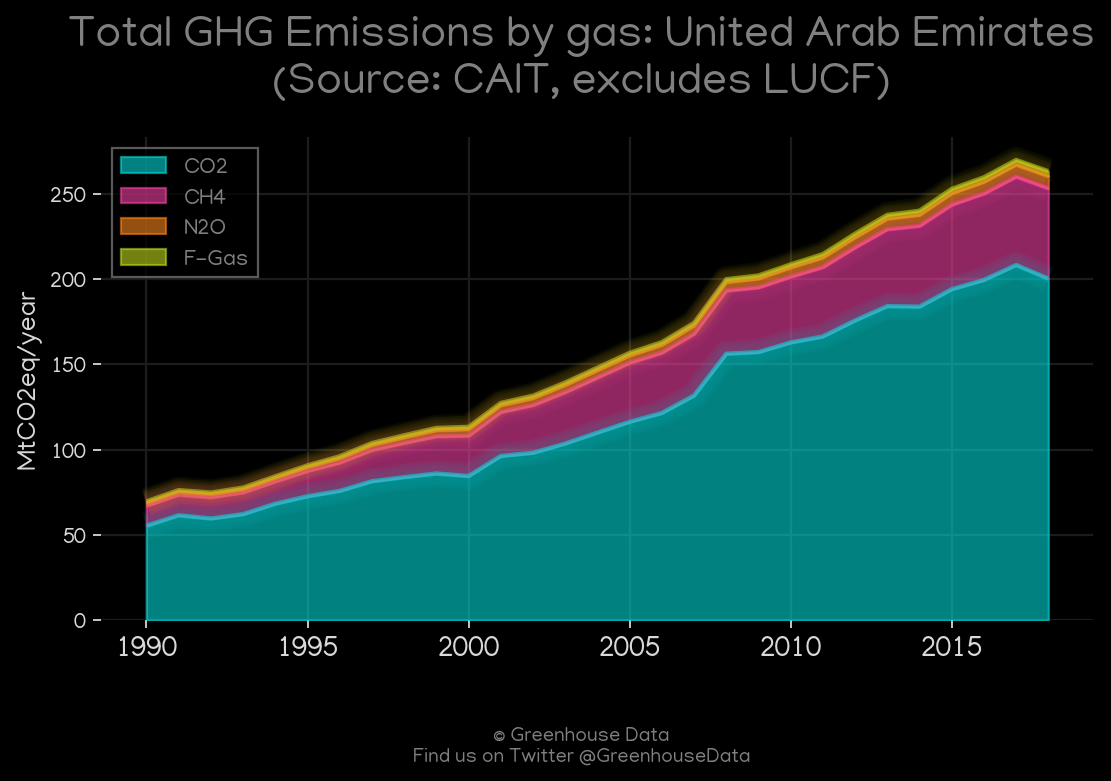 Total GHG Emissions by gas: United Arab Emirates
(Source: CAIT, excludes LUCF)
CO2
CH4
N2O
F-Gas
MtCO2eq/year
250
200
150
100
50
0
1990
1995
2000
2005
2010
2015
© Greenhouse Data
Find us on Twitter @GreenhouseData